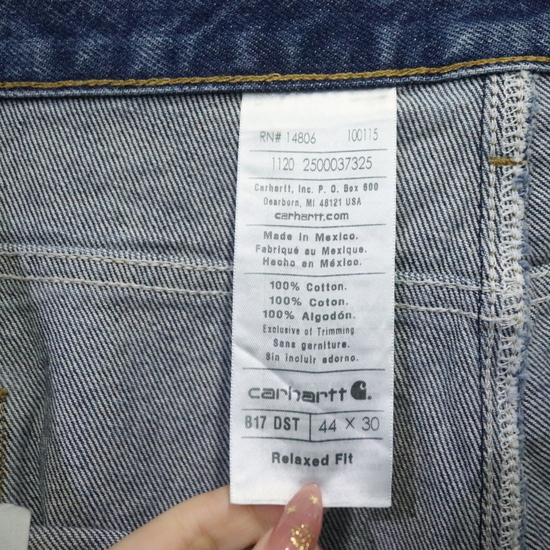 RN# 14806 100115
1120 2500037325
Carhartt, Inc. P. O. Box 600
Dearborn, MI 48121 USA
carhartt.com
Made in Mexico.
Fabriqué au Mexique.
Hecho en México.
100% Cotton.
100% Coton.
100% Algodón.
Exclusive of Trimming
Sans garniture.
Sin incluir adorno.
carhartt
B17 DST 44 X 30
Relaxed Fit